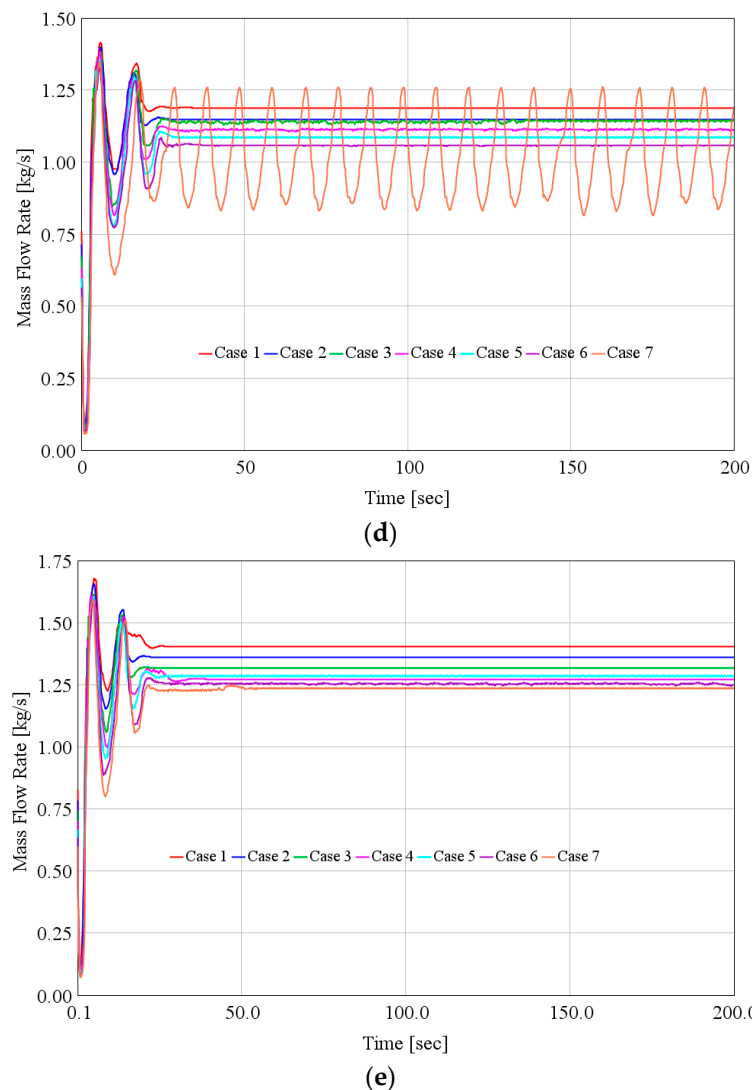 1.50
1.25
1.00
0.75
0.50
0.25
0.00
Mass Flow Rate [kg/s]
Case 1 Case 2 Case 3 Case 4 Case 5 Case 6 Case 7
0 50 100 150 200
Time [sec]
(d)
1.75
1.50
1.25
1.00
0.75
0.50
0.25
0.00
Mass Flow Rate [kg/s]
Case 1 Case 2 Case 3 Case 4 Case 5 Case 6 Case 7
0.1 50.0 100.0 150.0 200.0
Time [sec]
(e)